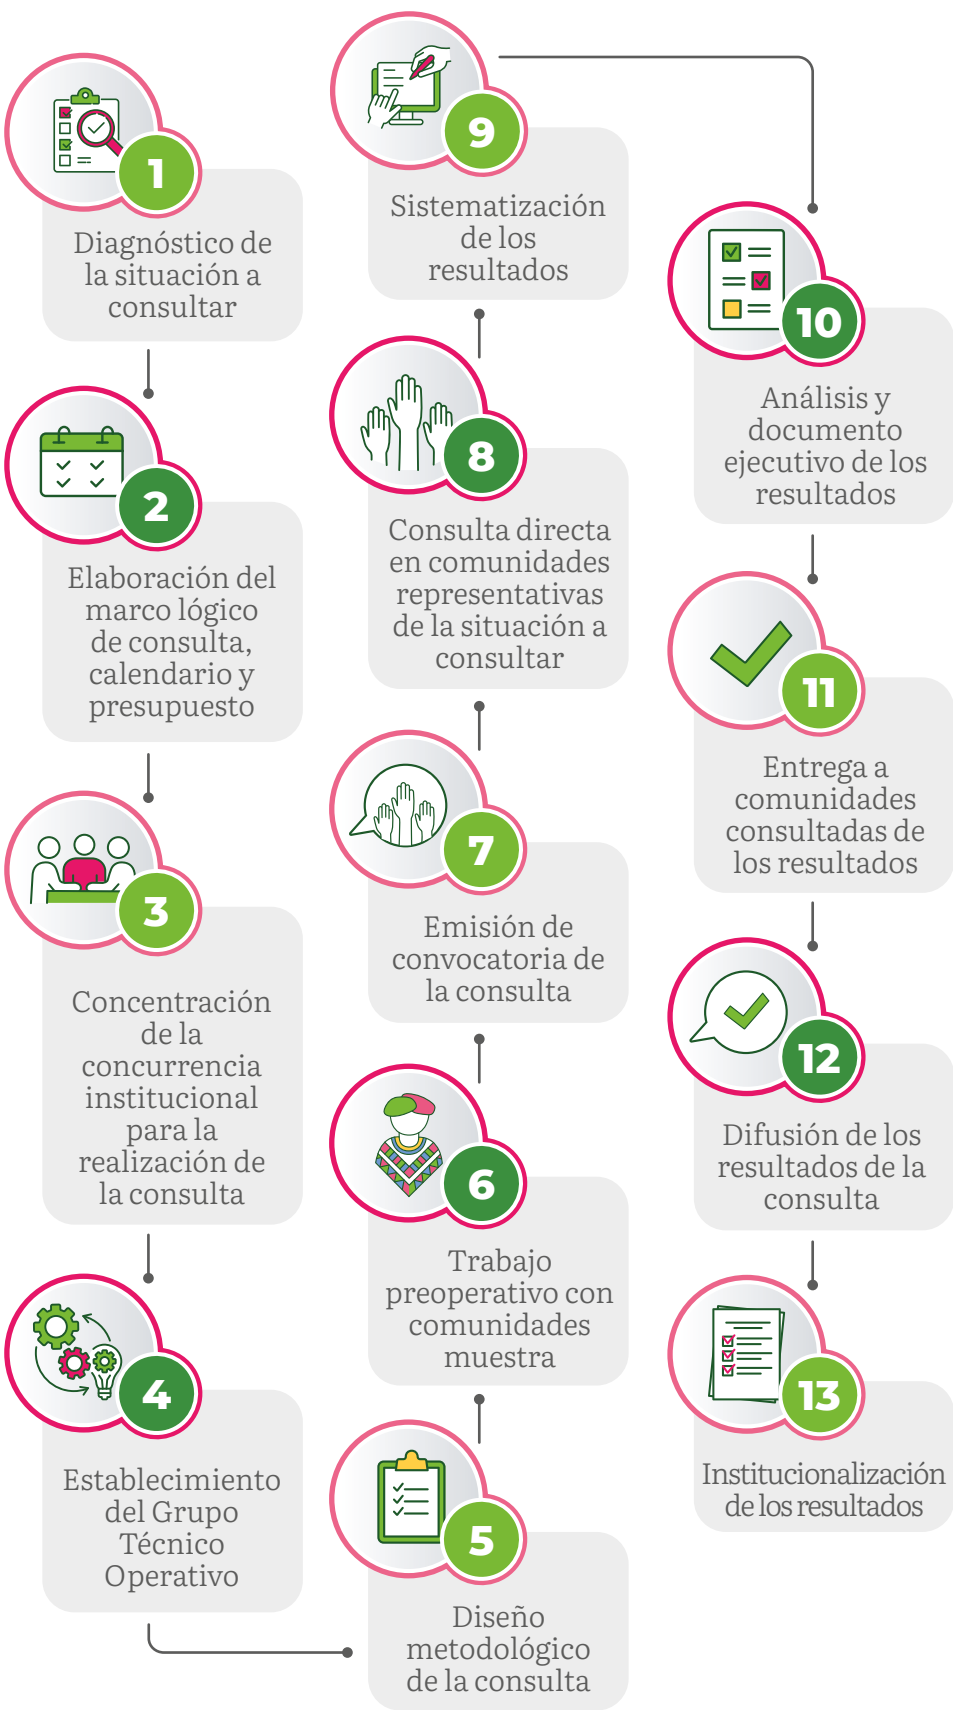 1
Diagnóstico de
la situación a
consultar
2
Elaboración del
marco lógico
de consulta,
calendario y
presupuesto
3
Concentración
de la
concurrencia
institucional
para la
realización de
la consulta
4
Establecimiento
del Grupo
Técnico
Operativo
5
Diseño
metodológico
de la consulta
6
Trabajo
preoperativo con
comunidades
muestra
7
Emisión de
convocatoria de
la consulta
8
Consulta directa
en comunidades
representativas
de la situación a
consultar
9
Sistematización
de los
resultados
10
Análisis y
documento
ejecutivo de los
resultados
11
Entrega a
comunidades
consultadas de
los resultados
12
Difusión de los
resultados de la
consulta
13
Institucionalización
de los resultados